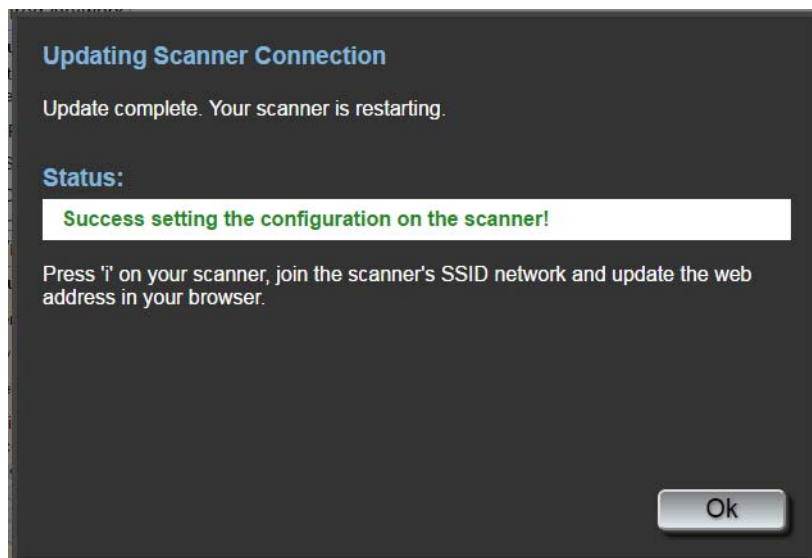 Updating Scanner Connection
Update complete. Your scanner is restarting.
Status:
Success setting the configuration on the scanner!
Press 'i' on your scanner, join the scanner's SSID network and update the web
address in your browser.
Ok